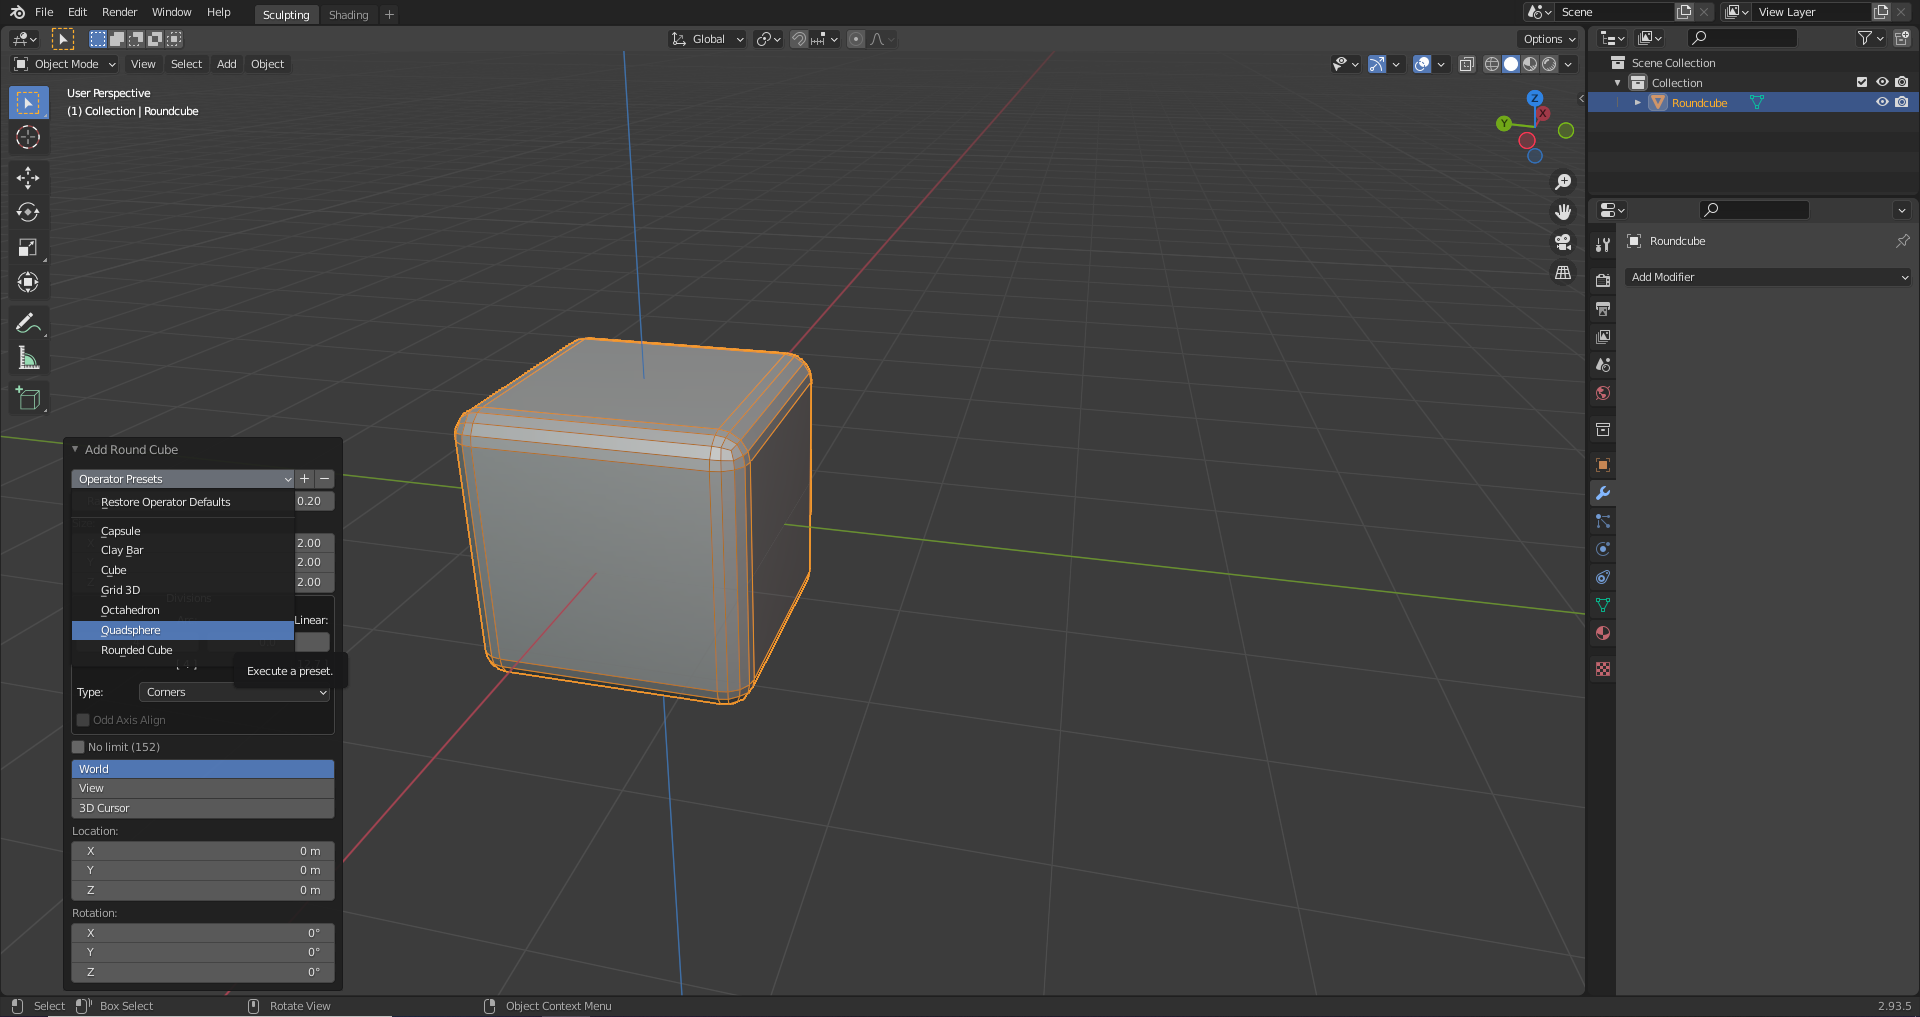 File Edit Render Window Help Sculpting Shading + Scene View Layer
Global Options
Object Mode View Select Add Object
User Perspective
(1) Collection | Roundcube
Z
X
Y
Scene Collection
Collection
Roundcube
Roundcube
Add Modifier
Add Round Cube
Operator Presets + −
Restore Operator Defaults 0.20
Capsule
Clay Bar 2.00
Cube 2.00
Grid 3D 2.00
Octahedron
Linear:
Quadsphere
Rounded Cube
Execute a preset.
Type: Corners
Odd Axis Align
No limit (152)
World
View
3D Cursor
Location:
X 0 m
Y 0 m
Z 0 m
Rotation:
X 0°
Y 0°
Z 0°
Select Box Select Rotate View Object Context Menu 2.93.5